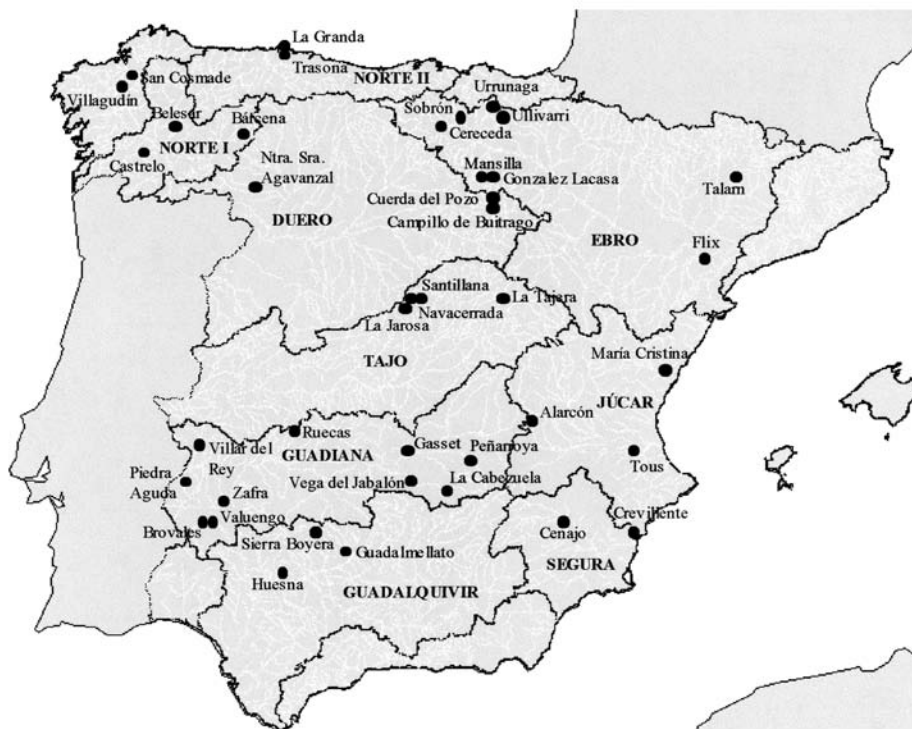 La Granda
Trasona
NORTE II
San Cosmade
Villagudín
Urrunaga
Belesar
Bárcena
Sobrón
Ullivarri
Cereceda
NORTE I
Castrelo
Ntra. Sra.
Agavanzal
Mansilla
Gonzalez Lacasa
Talarn
Cuerda del Pozo
DUERO
Campillo de Buitrago
EBRO
Flix
Santillana
La Tajara
Navacerrada
La Jarosa
TAJO
María Cristina
JÚCAR
Alarcón
Ruecas
Villar del
Rey
GUADIANA
Gasset
Peñarroya
Tous
Piedra
Aguda
Vega del Jabalón
La Cabezuela
Zafra
Brovales
Valuengo
Sierra Boyera
Crevillente
Cenajo
Guadalmellato
SEGURA
Huesna
GUADALQUIVIR